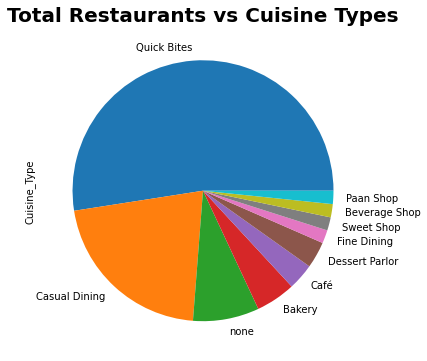 Total Restaurants vs Cuisine Types
Quick Bites
Cuisine_Type
Paan Shop
Beverage Shop
Sweet Shop
Fine Dining
Dessert Parlor
Café
Bakery
none
Casual Dining